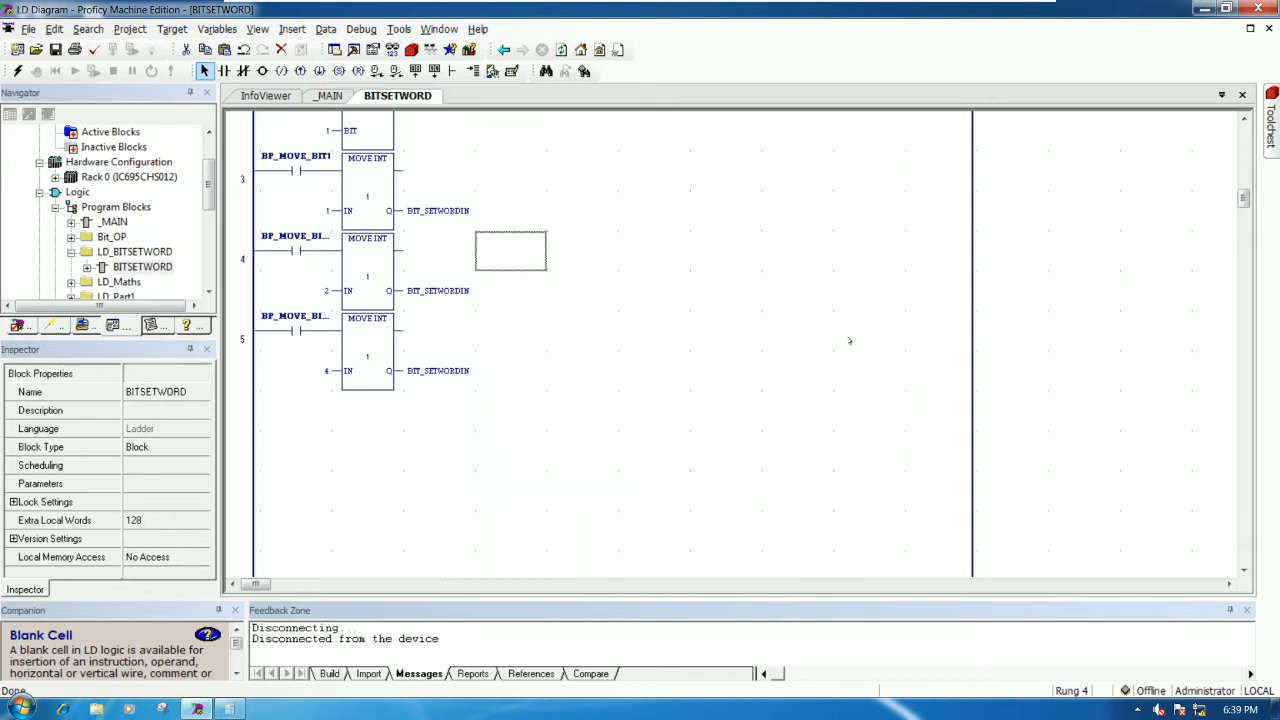 LD Diagram - Proficy Machine Edition - [BITSETWORD]
File Edit Search Project Target Variables View Insert Data Debug Tools Window Help
Navigator
Active Blocks
Inactive Blocks
Hardware Configuration
Rack 0 (IC695CHS012)
Logic
Program Blocks
_MAIN
Bit_OP
LD_BITSETWORD
BITSETWORD
LD_Maths
LD_Part1
Inspector
Block Properties
Name BITSETWORD
Description
Language Ladder
Block Type Block
Scheduling
Parameters
Lock Settings
Extra Local Words 128
Version Settings
Local Memory Access No Access
Inspector
InfoViewer _MAIN BITSETWORD
1 BIT
BP_MOVE_BIT1 MOVE INT
3
1
1 IN Q BIT_SETWORDIN
BP_MOVE_BI... MOVE INT
4
1
2 IN Q BIT_SETWORDIN
BP_MOVE_BI... MOVE INT
5
1
4 IN Q BIT_SETWORDIN
Toolchest
Companion
Blank Cell
A blank cell in LD logic is available for
insertion of an instruction, operand,
horizontal or vertical wire, comment or
Feedback Zone
Disconnecting...
Disconnected from the device
Build Import Messages Reports References Compare
Done
Rung 4 Offline Administrator LOCAL
6:39 PM